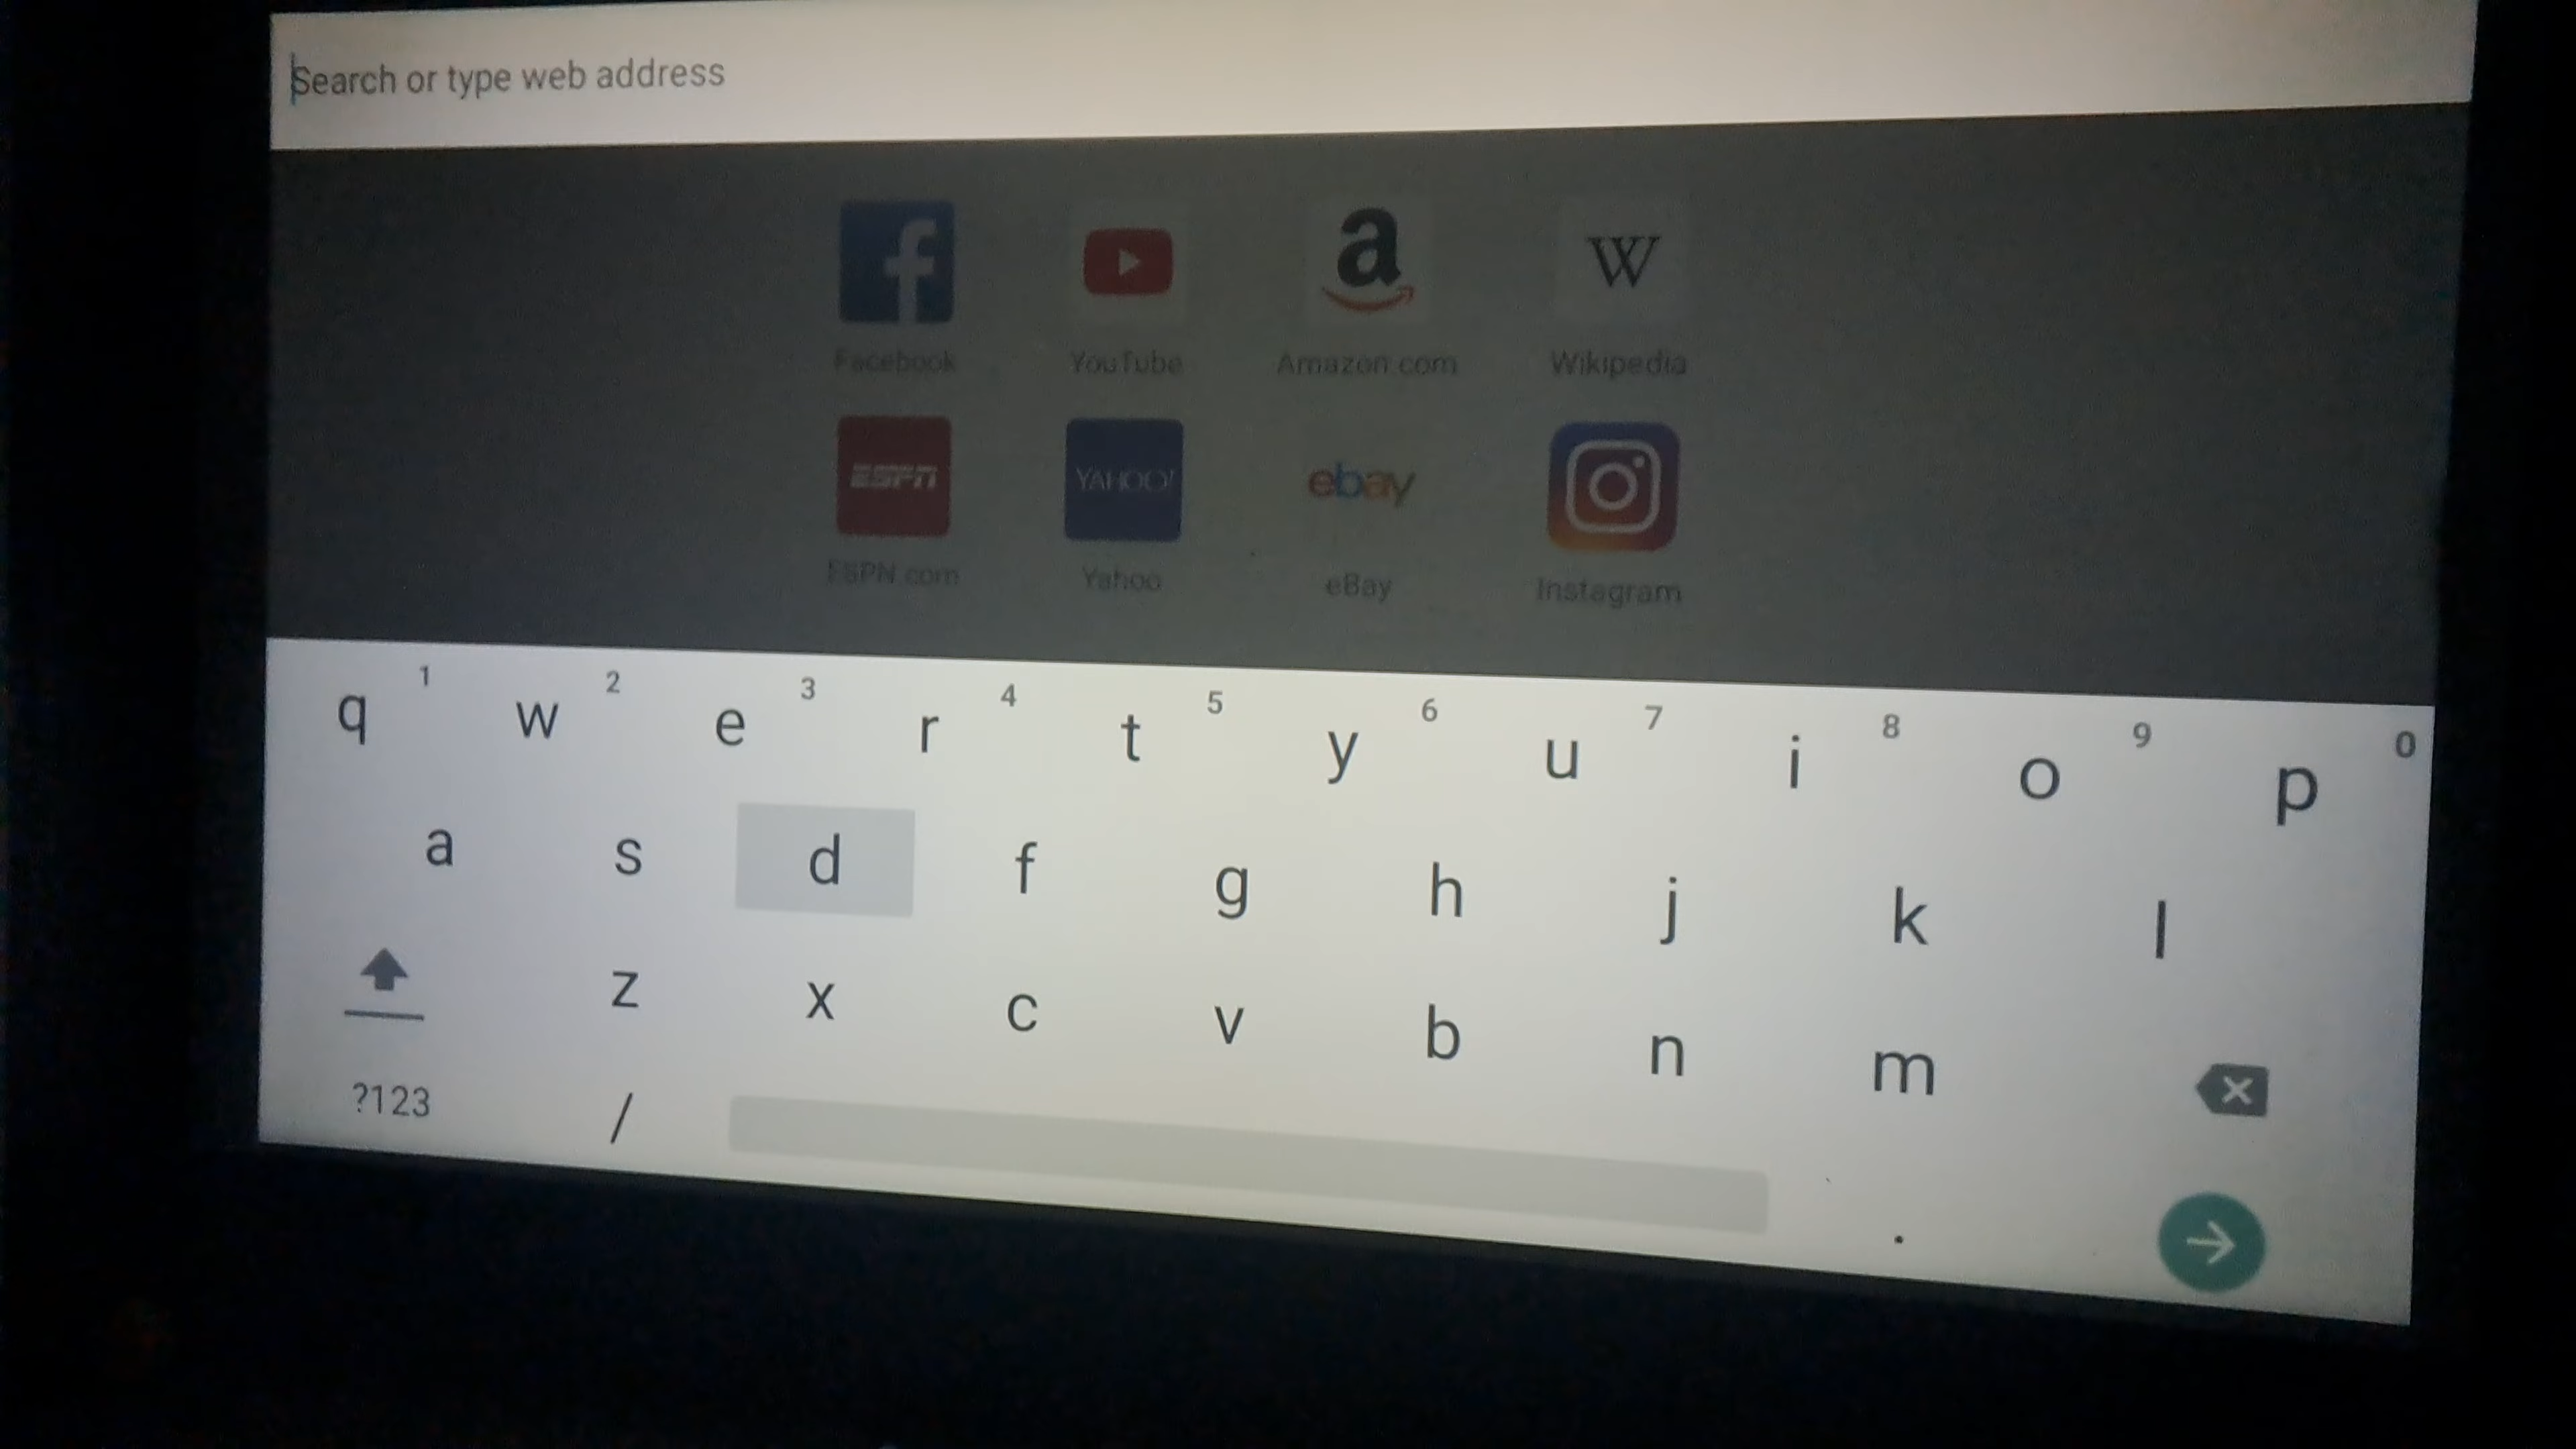 Search or type web address
f a W
Facebook YouTube Amazon.com Wikipedia
ESPN YAHOO! ebay
ESPN.com Yahoo eBay Instagram
q 1 w 2 e 3 r 4 t 5 y 6 u 7 i 8 o 9 p 0
a s d f g h j k l
z x c v b n m
?123 / .